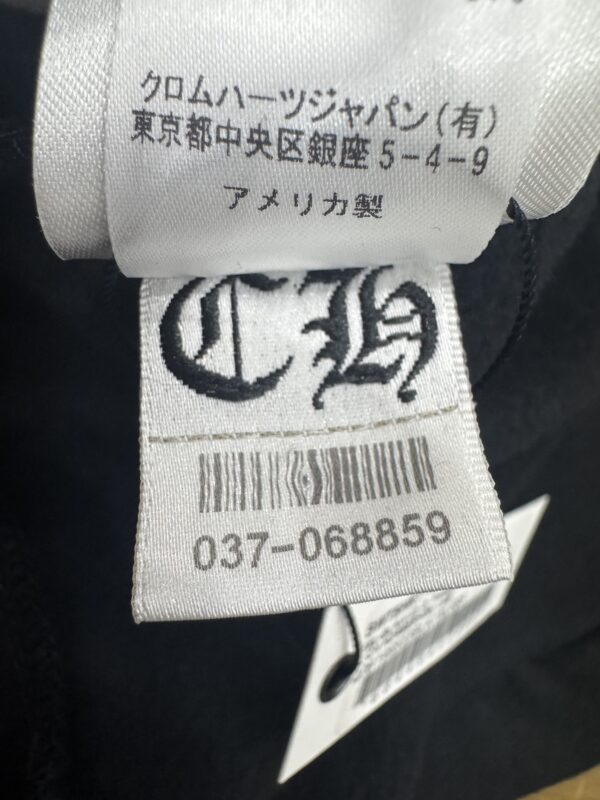 クロムハーツジャパン(有)
東京都中央区銀座5-4-9
アメリカ製
CH
037-068859